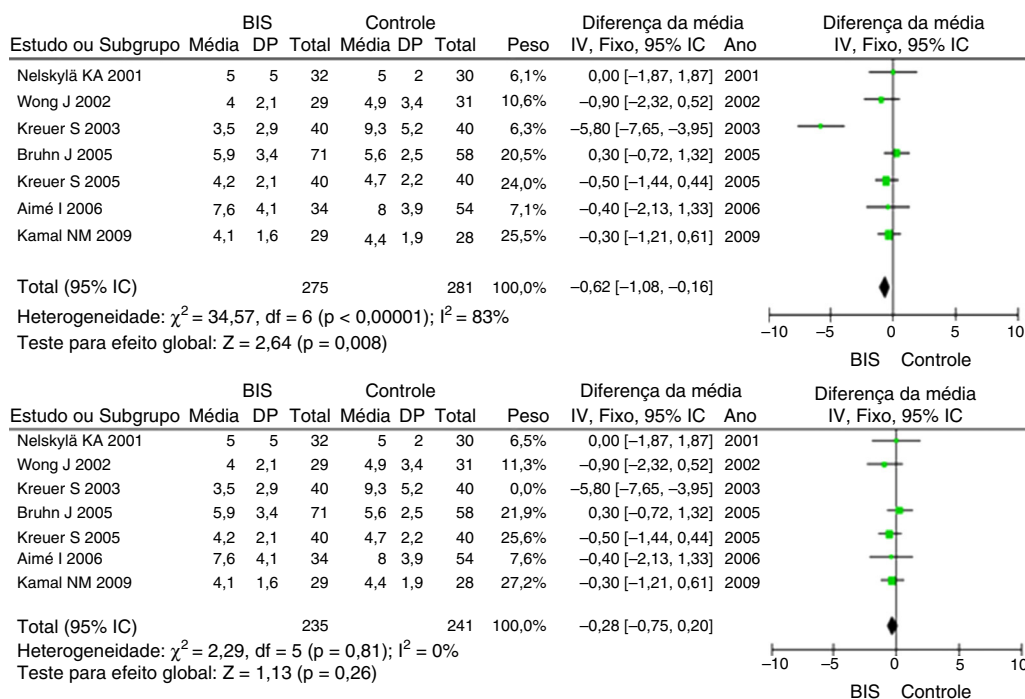 BIS Controle Diferença da média Diferença da média
Estudo ou Subgrupo Média DP Total Média DP Total Peso IV, Fixo, 95% IC Ano IV, Fixo, 95% IC
Nelskylä KA 2001 5 5 32 5 2 30 6,1% 0,00 [−1,87, 1,87] 2001
Wong J 2002 4 2,1 29 4,9 3,4 31 10,6% −0,90 [−2,32, 0,52] 2002
Kreuer S 2003 3,5 2,9 40 9,3 5,2 40 6,3% −5,80 [−7,65, −3,95] 2003
Bruhn J 2005 5,9 3,4 71 5,6 2,5 58 20,5% 0,30 [−0,72, 1,32] 2005
Kreuer S 2005 4,2 2,1 40 4,7 2,2 40 24,0% −0,50 [−1,44, 0,44] 2005
Aimé I 2006 7,6 4,1 34 8 3,9 54 7,1% −0,40 [−2,13, 1,33] 2006
Kamal NM 2009 4,1 1,6 29 4,4 1,9 28 25,5% −0,30 [−1,21, 0,61] 2009
Total (95% IC) 275 281 100,0% −0,62 [−1,08, −0,16]
Heterogeneidade: χ² = 34,57, df = 6 (p < 0,00001); I² = 83%
Teste para efeito global: Z = 2,64 (p = 0,008)
−10 −5 0 5 10
BIS Controle
BIS Controle Diferença da média Diferença da média
Estudo ou Subgrupo Média DP Total Média DP Total Peso IV, Fixo, 95% IC Ano IV, Fixo, 95% IC
Nelskylä KA 2001 5 5 32 5 2 30 6,5% 0,00 [−1,87, 1,87] 2001
Wong J 2002 4 2,1 29 4,9 3,4 31 11,3% −0,90 [−2,32, 0,52] 2002
Kreuer S 2003 3,5 2,9 40 9,3 5,2 40 0,0% −5,80 [−7,65, −3,95] 2003
Bruhn J 2005 5,9 3,4 71 5,6 2,5 58 21,9% 0,30 [−0,72, 1,32] 2005
Kreuer S 2005 4,2 2,1 40 4,7 2,2 40 25,6% −0,50 [−1,44, 0,44] 2005
Aimé I 2006 7,6 4,1 34 8 3,9 54 7,6% −0,40 [−2,13, 1,33] 2006
Kamal NM 2009 4,1 1,6 29 4,4 1,9 28 27,2% −0,30 [−1,21, 0,61] 2009
Total (95% IC) 235 241 100,0% −0,28 [−0,75, 0,20]
Heterogeneidade: χ² = 2,29, df = 5 (p = 0,81); I² = 0%
Teste para efeito global: Z = 1,13 (p = 0,26)
−10 −5 0 5 10
BIS Controle